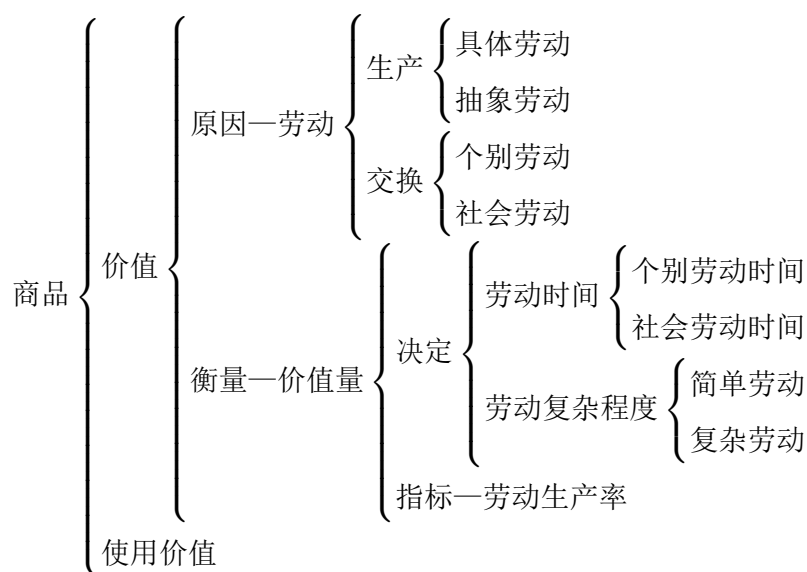 具体劳动
生产
抽象劳动
原因—劳动
个别劳动
交换
社会劳动
价值
个别劳动时间
劳动时间
社会劳动时间
商品
决定
简单劳动
衡量—价值量
劳动复杂程度
复杂劳动
指标—劳动生产率
使用价值